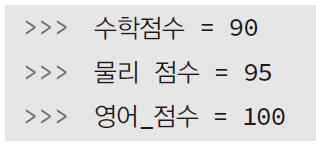 >>> 수학점수 = 90
>>> 물리 점수 = 95
>>> 영어_점수 = 100